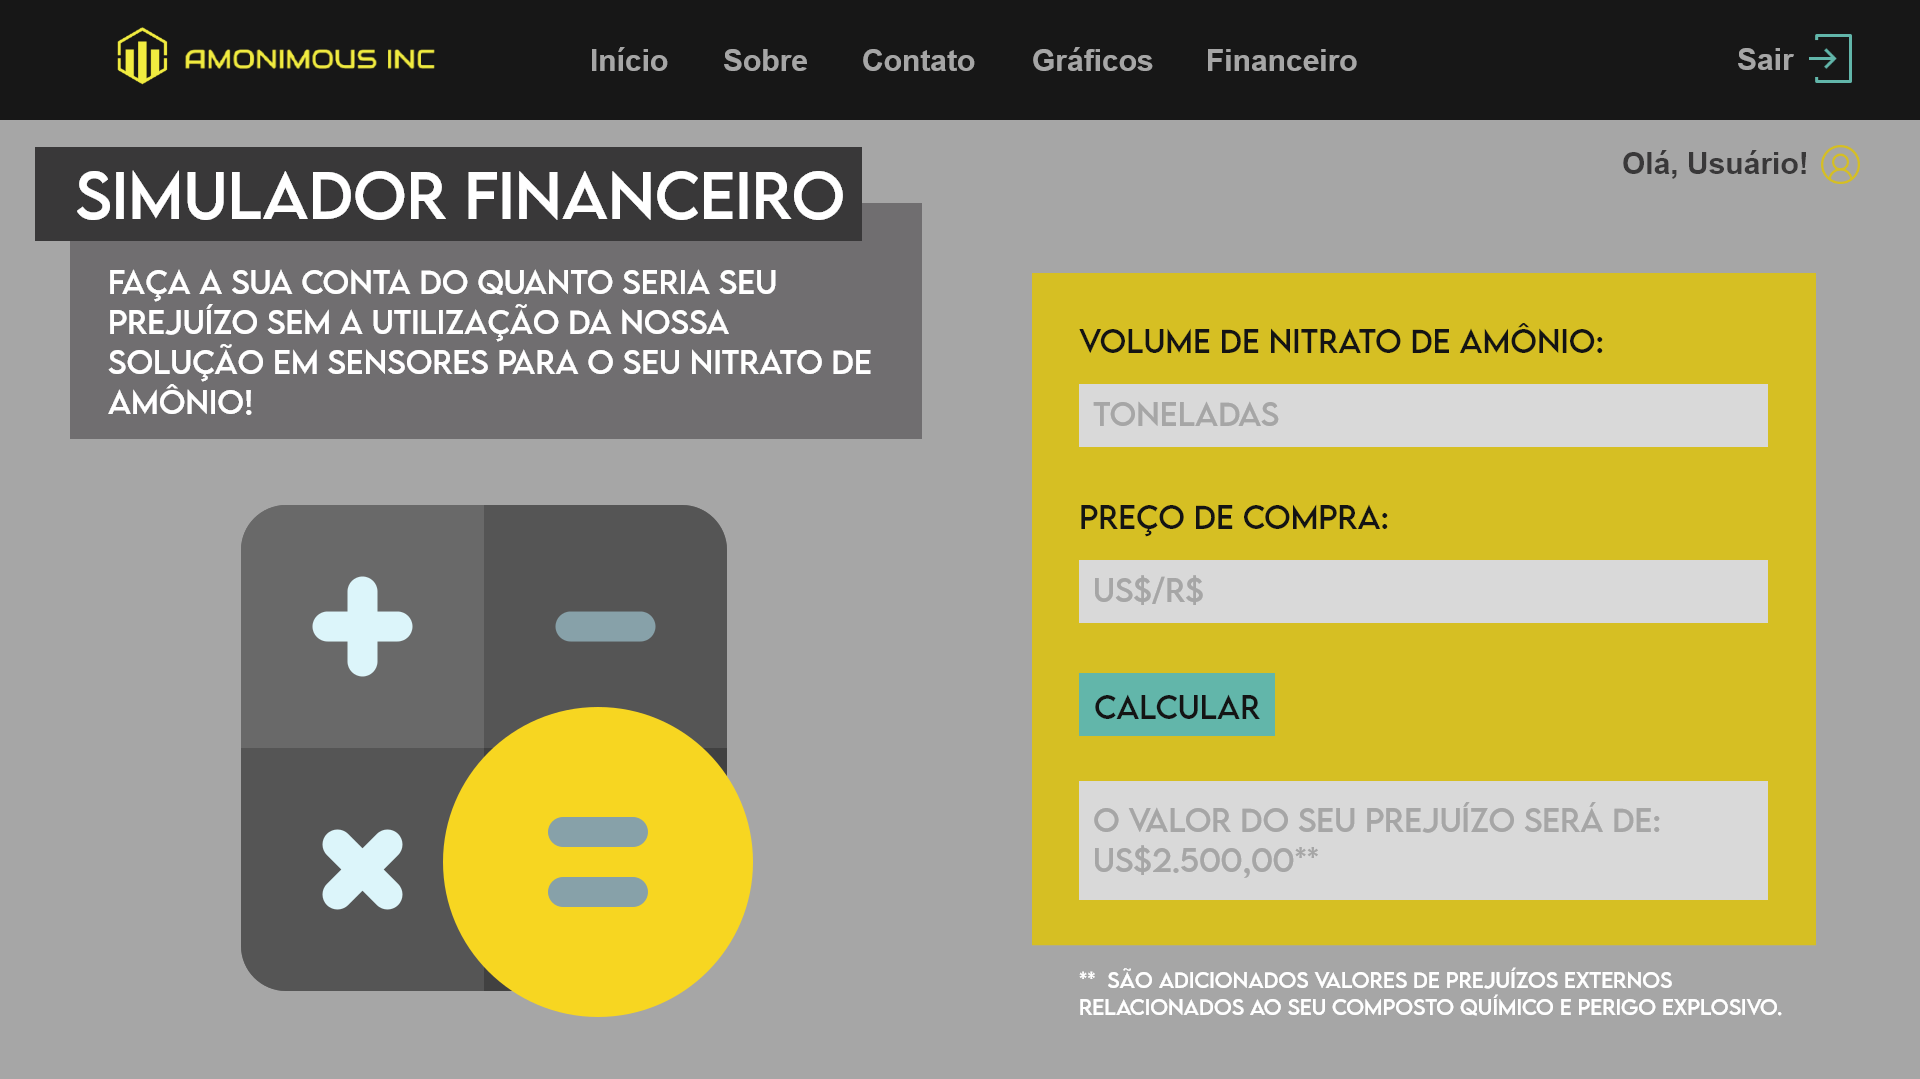 AMONIMOUS INC
Início Sobre Contato Gráficos Financeiro
Sair
Olá, Usuário!
SIMULADOR FINANCEIRO
FAÇA A SUA CONTA DO QUANTO SERIA SEU
PREJUÍZO SEM A UTILIZAÇÃO DA NOSSA
SOLUÇÃO EM SENSORES PARA O SEU NITRATO DE
AMÔNIO!
VOLUME DE NITRATO DE AMÔNIO:
TONELADAS
PREÇO DE COMPRA:
US$/R$
CALCULAR
O VALOR DO SEU PREJUÍZO SERÁ DE:
US$2.500,00**
** SÃO ADICIONADOS VALORES DE PREJUÍZOS EXTERNOS
RELACIONADOS AO SEU COMPOSTO QUÍMICO E PERIGO EXPLOSIVO.